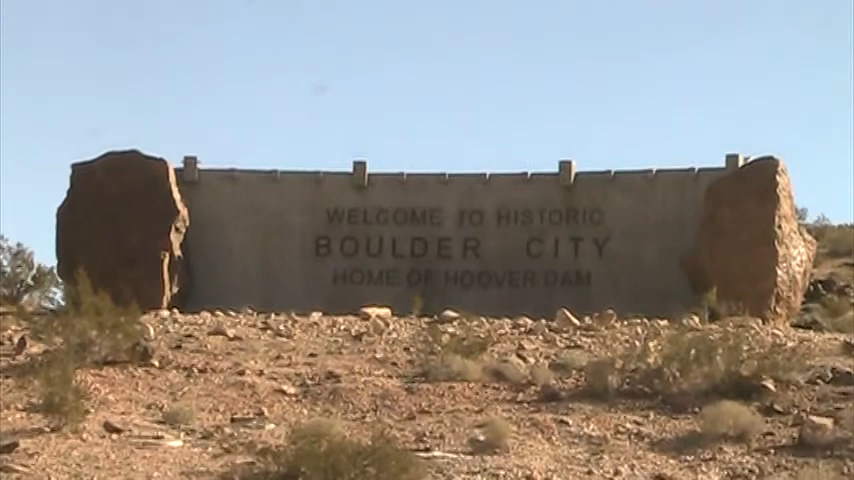 WELCOME TO HISTORIC
BOULDER CITY
HOME OF HOOVER DAM